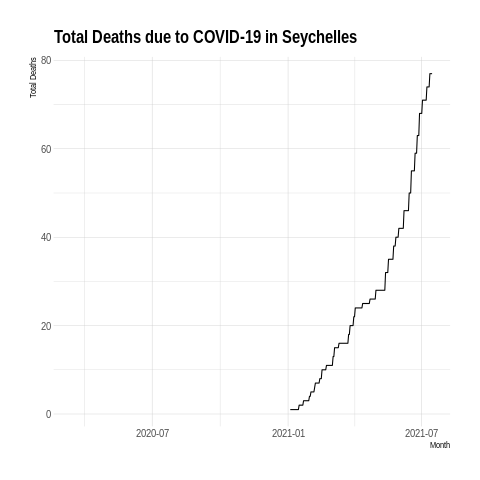 Total Deaths due to COVID-19 in Seychelles
Total Deaths
80
60
40
20
0
2020-07
2021-01
2021-07
Month